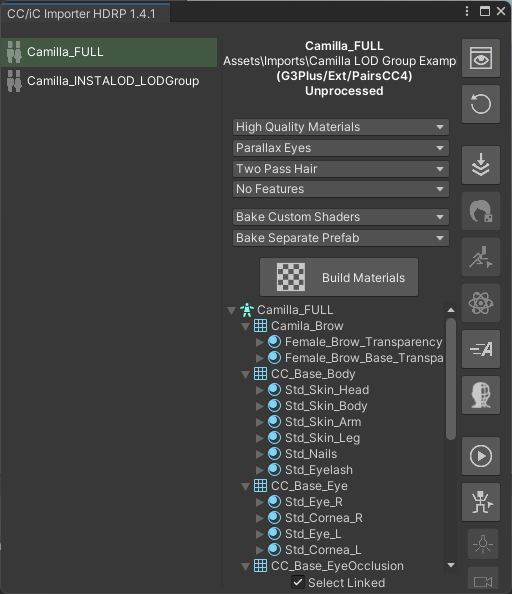 CC/iC Importer HDRP 1.4.1
Camilla_FULL
Camilla_INSTALOD_LODGroup
Camilla_FULL
Assets\Imports\Camilla LOD Group Examp
(G3Plus/Ext/PairsCC4)
Unprocessed
High Quality Materials
Parallax Eyes
Two Pass Hair
No Features
Bake Custom Shaders
Bake Separate Prefab
Build Materials
Camilla_FULL
Camila_Brow
Female_Brow_Transparency
Female_Brow_Base_Transpa
CC_Base_Body
Std_Skin_Head
Std_Skin_Body
Std_Skin_Arm
Std_Skin_Leg
Std_Nails
Std_Eyelash
CC_Base_Eye
Std_Eye_R
Std_Cornea_R
Std_Eye_L
Std_Cornea_L
CC_Base_EyeOcclusion
Select Linked